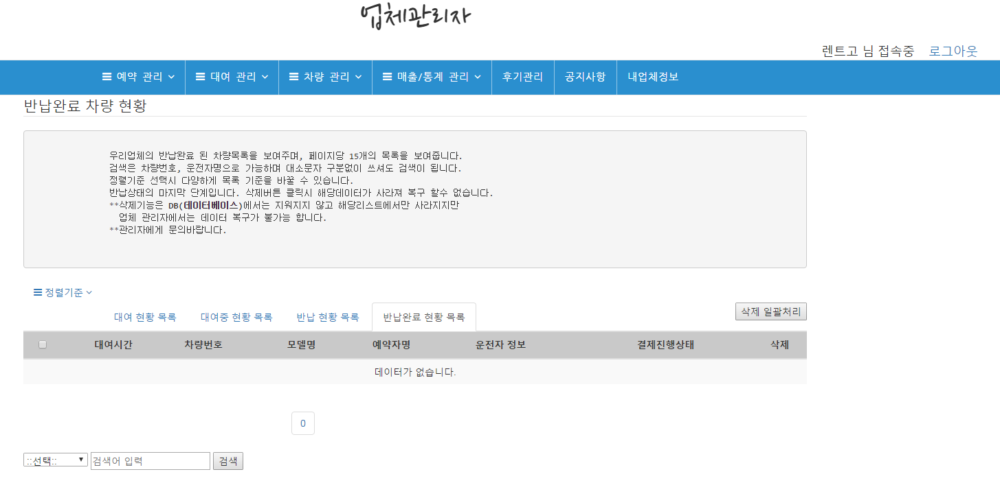 업체관리자
렌트고 님 접속중 로그아웃
예약 관리 대여 관리 차량 관리 매출/통계 관리 후기관리 공지사항 내업체정보
반납완료 차량 현황
우리업체의 반납완료 된 차량목록을 보여주며, 페이지당 15개의 목록을 보여줍니다.
검색은 차량번호, 운전자명으로 가능하며 대소문자 구분없이 쓰셔도 검색이 됩니다.
정렬기준 선택시 다양하게 목록 기준을 바꿀 수 있습니다.
반납상태의 마지막 단계입니다. 삭제버튼 클릭시 해당데이터가 사라져 복구 할수 없습니다.
**삭제기능은 DB(데이터베이스)에서는 지워지지 않고 해당리스트에서만 사라지지만
업체 관리자에서는 데이터 복구가 불가능 합니다.
**관리자에게 문의바랍니다.
정렬기준
대여 현황 목록 대여중 현황 목록 반납 현황 목록 반납완료 현황 목록 삭제 일괄처리
대여시간 차량번호 모델명 예약자명 운전자 정보 결제진행상태 삭제
데이터가 없습니다.
0
::선택:: 검색어 입력 검색